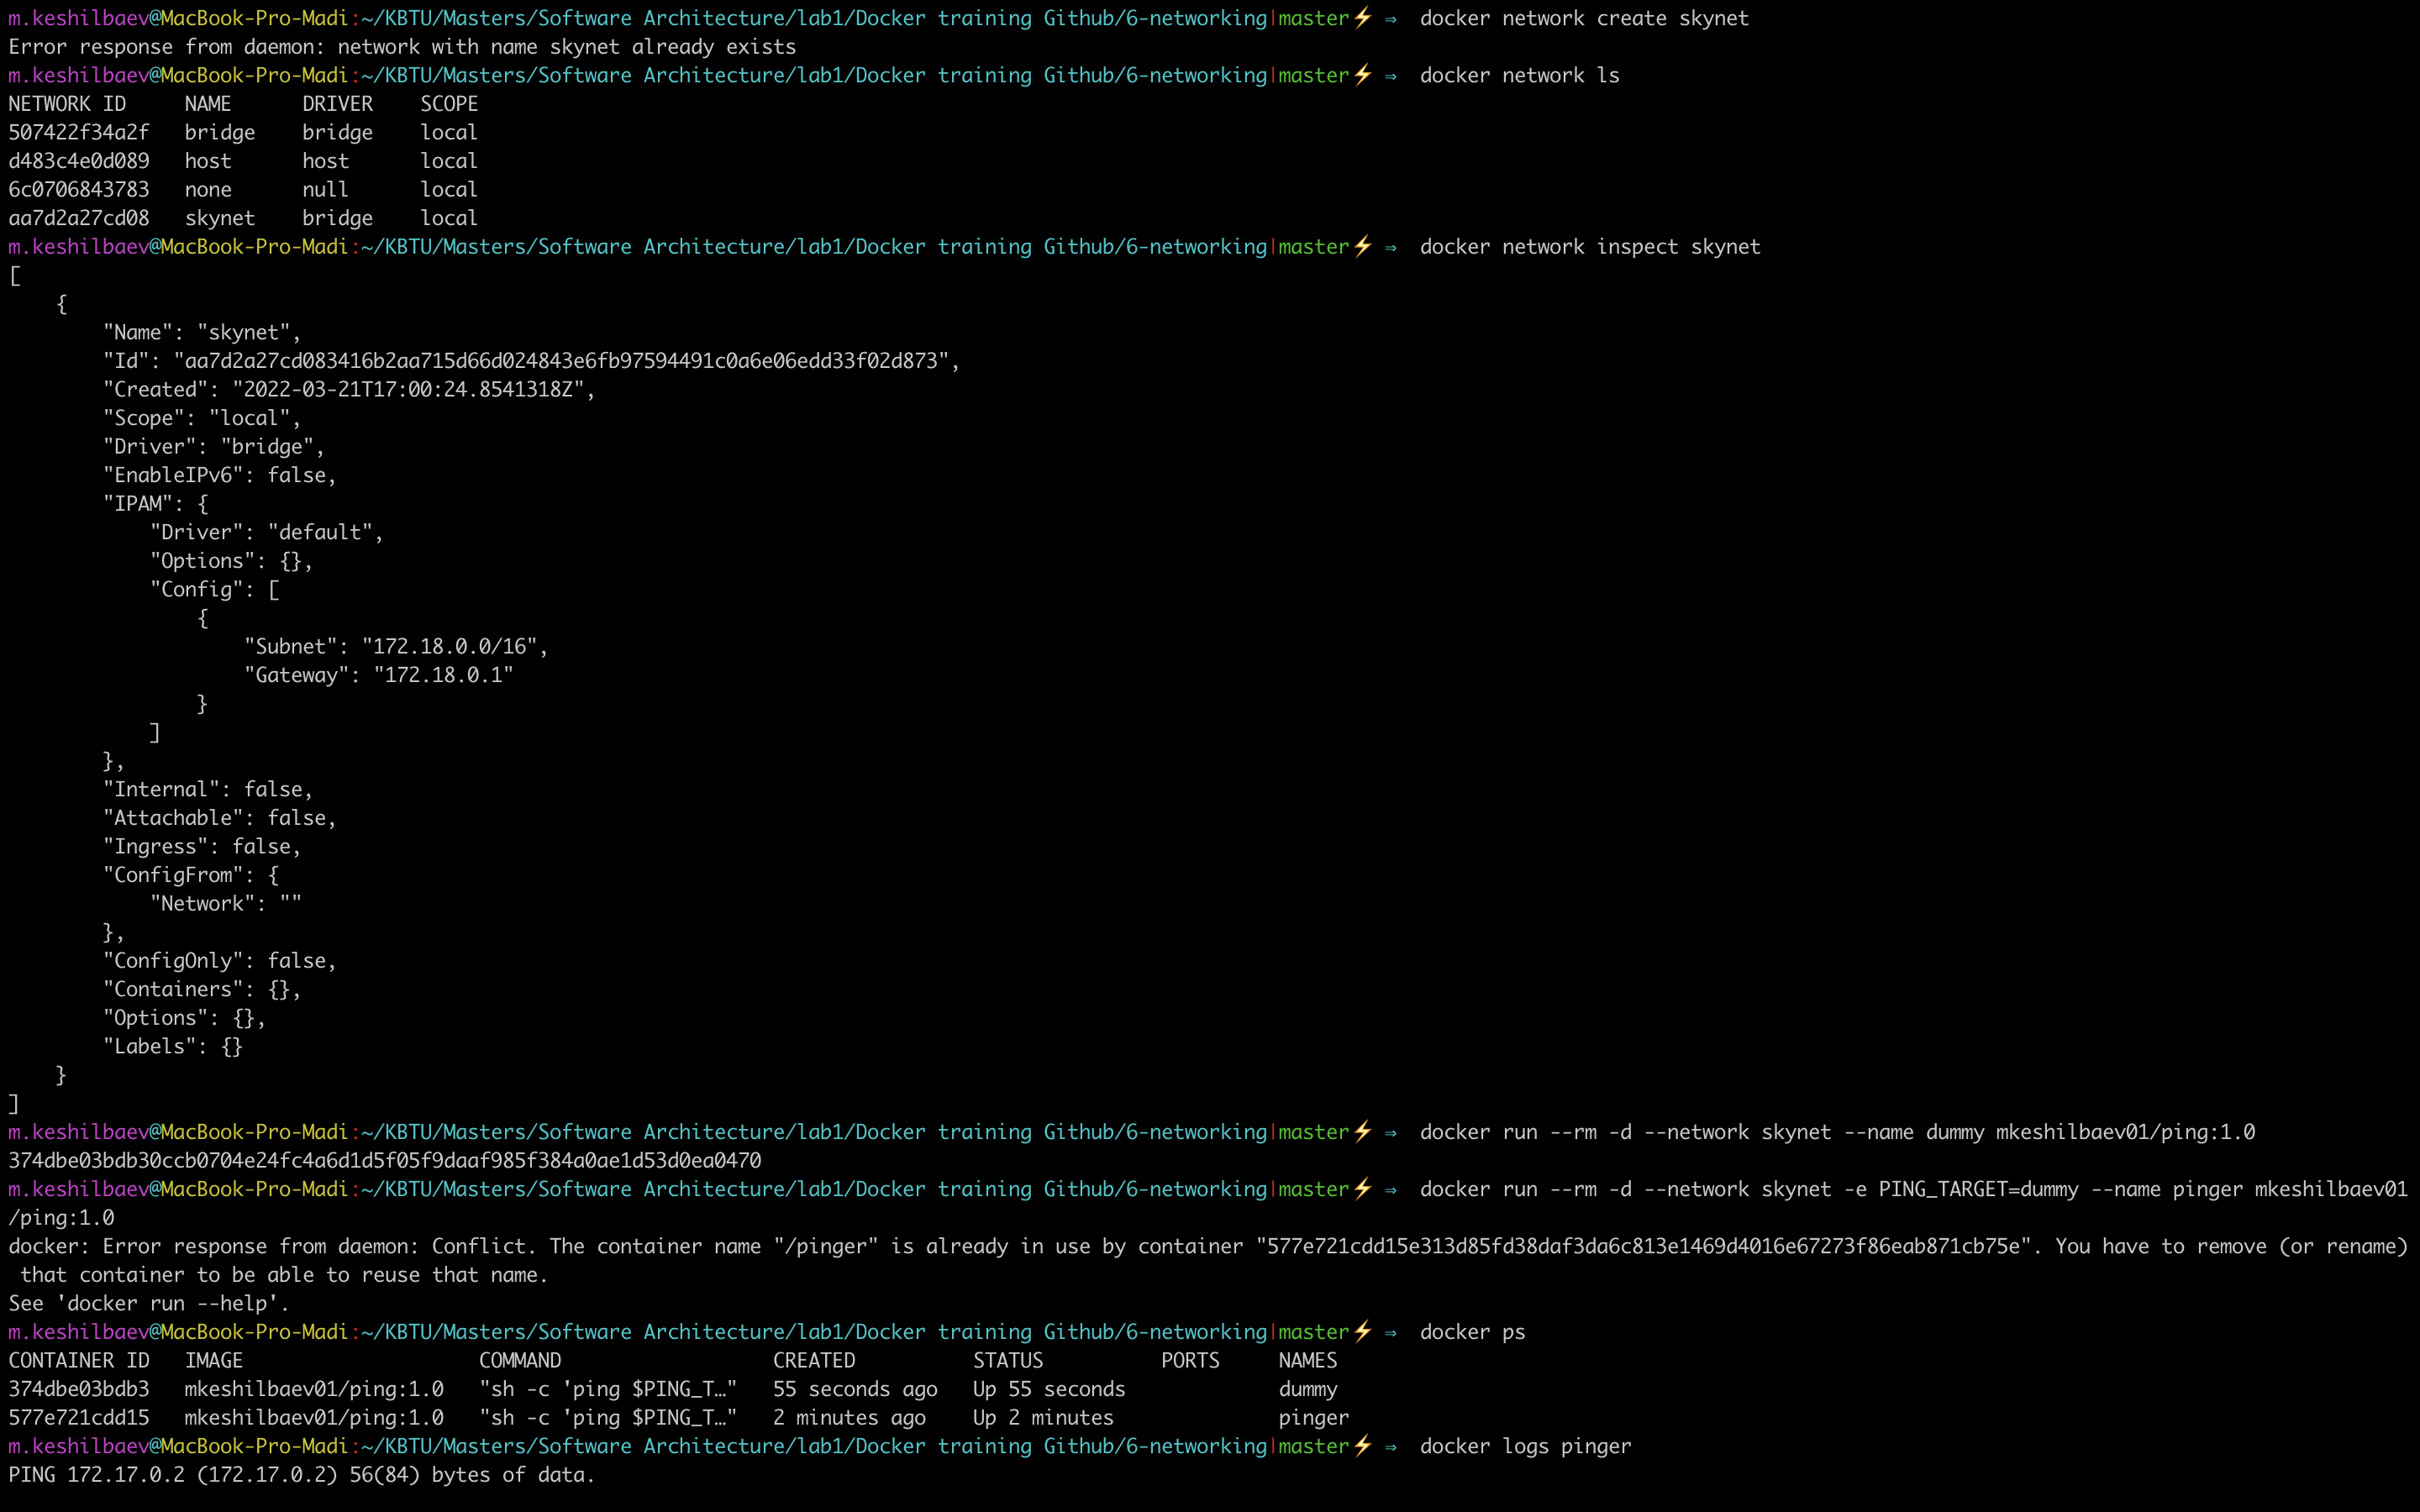 m.keshilbaev@MacBook-Pro-Madi:~/KBTU/Masters/Software Architecture/lab1/Docker training Github/6-networking|master⚡ ⇒  docker network create skynet
Error response from daemon: network with name skynet already exists
m.keshilbaev@MacBook-Pro-Madi:~/KBTU/Masters/Software Architecture/lab1/Docker training Github/6-networking|master⚡ ⇒  docker network ls
NETWORK ID     NAME      DRIVER    SCOPE
507422f34a2f   bridge    bridge    local
d483c4e0d089   host      host      local
6c0706843783   none      null      local
aa7d2a27cd08   skynet    bridge    local
m.keshilbaev@MacBook-Pro-Madi:~/KBTU/Masters/Software Architecture/lab1/Docker training Github/6-networking|master⚡ ⇒  docker network inspect skynet
[
    {
        "Name": "skynet",
        "Id": "aa7d2a27cd083416b2aa715d66d024843e6fb97594491c0a6e06edd33f02d873",
        "Created": "2022-03-21T17:00:24.8541318Z",
        "Scope": "local",
        "Driver": "bridge",
        "EnableIPv6": false,
        "IPAM": {
            "Driver": "default",
            "Options": {},
            "Config": [
                {
                    "Subnet": "172.18.0.0/16",
                    "Gateway": "172.18.0.1"
                }
            ]
        },
        "Internal": false,
        "Attachable": false,
        "Ingress": false,
        "ConfigFrom": {
            "Network": ""
        },
        "ConfigOnly": false,
        "Containers": {},
        "Options": {},
        "Labels": {}
    }
]
m.keshilbaev@MacBook-Pro-Madi:~/KBTU/Masters/Software Architecture/lab1/Docker training Github/6-networking|master⚡ ⇒  docker run --rm -d --network skynet --name dummy mkeshilbaev01/ping:1.0
374dbe03bdb30ccb0704e24fc4a6d1d5f05f9daaf985f384a0ae1d53d0ea0470
m.keshilbaev@MacBook-Pro-Madi:~/KBTU/Masters/Software Architecture/lab1/Docker training Github/6-networking|master⚡ ⇒  docker run --rm -d --network skynet -e PING_TARGET=dummy --name pinger mkeshilbaev01
/ping:1.0
docker: Error response from daemon: Conflict. The container name "/pinger" is already in use by container "577e721cdd15e313d85fd38daf3da6c813e1469d4016e67273f86eab871cb75e". You have to remove (or rename)
 that container to be able to reuse that name.
See 'docker run --help'.
m.keshilbaev@MacBook-Pro-Madi:~/KBTU/Masters/Software Architecture/lab1/Docker training Github/6-networking|master⚡ ⇒  docker ps
CONTAINER ID   IMAGE                    COMMAND                  CREATED          STATUS          PORTS     NAMES
374dbe03bdb3   mkeshilbaev01/ping:1.0   "sh -c 'ping $PING_T…"   55 seconds ago   Up 55 seconds             dummy
577e721cdd15   mkeshilbaev01/ping:1.0   "sh -c 'ping $PING_T…"   2 minutes ago    Up 2 minutes              pinger
m.keshilbaev@MacBook-Pro-Madi:~/KBTU/Masters/Software Architecture/lab1/Docker training Github/6-networking|master⚡ ⇒  docker logs pinger
PING 172.17.0.2 (172.17.0.2) 56(84) bytes of data.